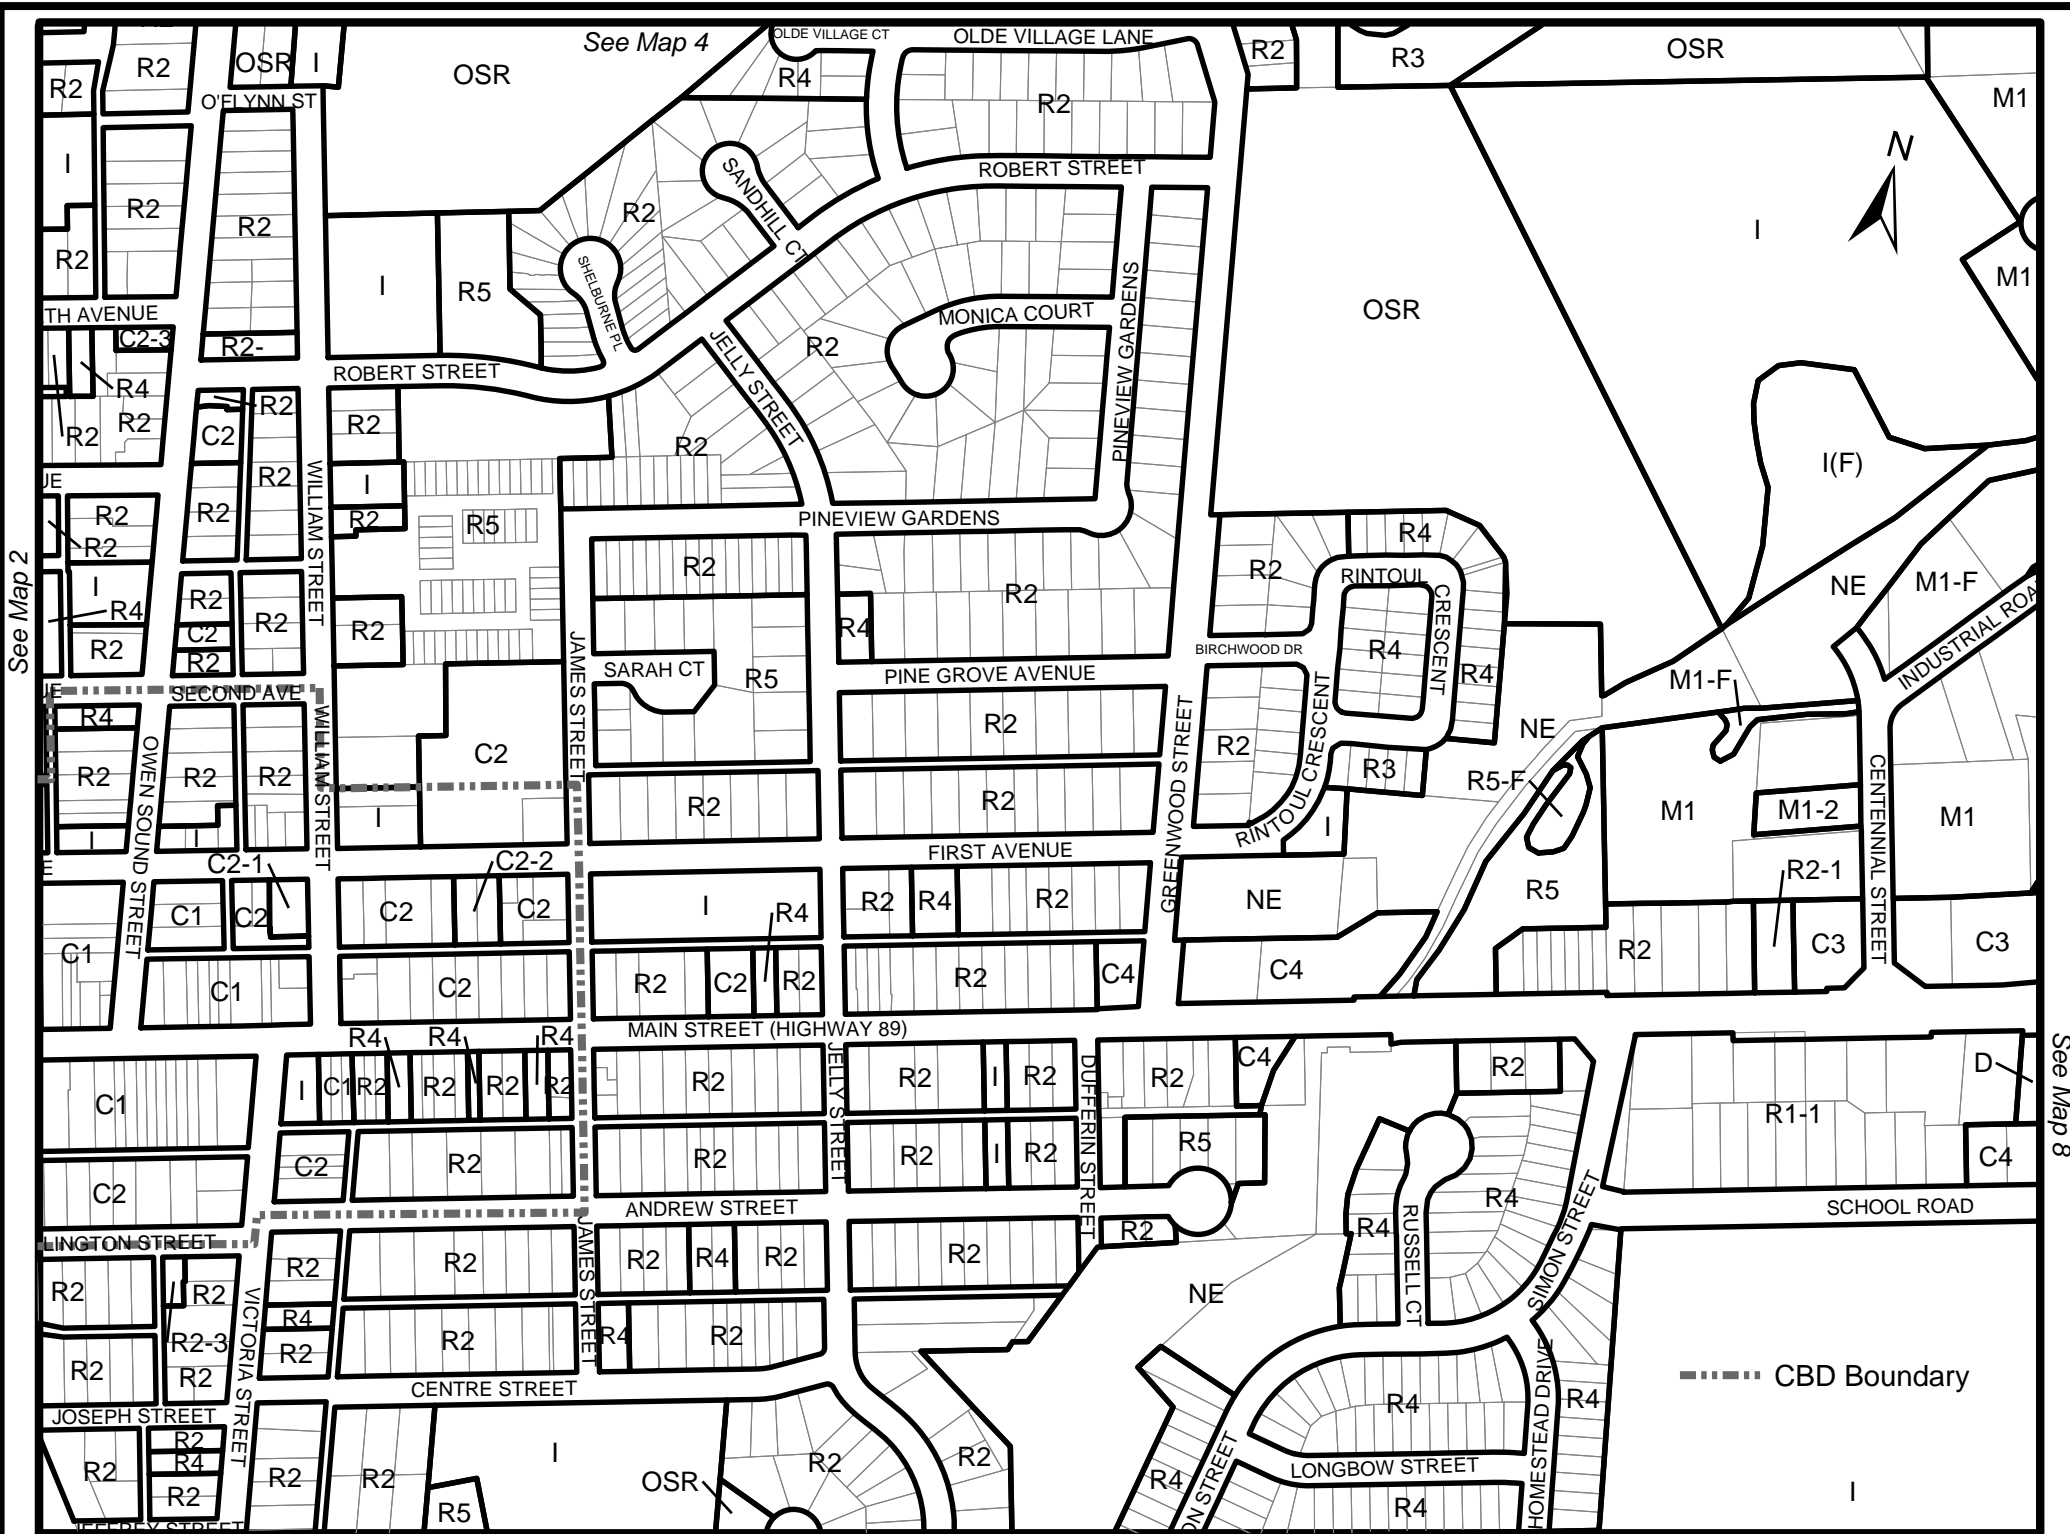 See Map 4
OLDE VILLAGE CT
OLDE VILLAGE LANE
R2
OSR
I
OSR
R2
R3
OSR
R2
R4
M1
O'FLYNN ST
R2
I
R2
R2
ROBERT STREET
N
SANDHILL CT
R2
I
R2
I
R5
SHELBURNE PL
M1
OSR
TH AVENUE
MONICA COURT
PINEVIEW GARDENS
C2-3
R2-
JELLY STREET
R2
ROBERT STREET
R4
R2
R2
R2
C2
R2
R2
R2
I(F)
WILLIAM STREET
R2
I
UE
R2
R2
R2
R5
PINEVIEW GARDENS
R4
See Map 2
R2
I
R4
R2
R2
R2
R2
RINTOUL
CRESCENT
NE
M1-F
INDUSTRIAL ROA
R2
C2
R2
R2
R4
BIRCHWOOD DR
R4
R2
SARAH CT
R5
PINE GROVE AVENUE
R4
M1-F
JAMES STREET
UE
SECOND AVE
R4
WILLIAM STREET
R2
GREENWOOD STREET
RINTOUL CRESCENT
NE
OWEN SOUND STREET
R2
R2
R2
C2
R2
R3
R5-F
CENTENNIAL STREET
R2
R2
M1
M1-2
M1
I
I
I
RINTOUL CRESCENT
I
C2-1
C2-2
FIRST AVENUE
E
R2-1
C1
C2
C2
C2
I
R4
R2
R4
R2
NE
R5
C1
R2
C3
C3
C1
C2
R2
C2
R2
R2
C4
C4
MAIN STREET (HIGHWAY 89)
R4
R4
R4
JELLY STREET
See Map 8
DUFFERIN STREET
C4
R2
D
C1
I
C1
R2
R2
R2
R2
R2
R2
I
R2
R2
R1-1
C2
R2
R2
R2
I
R2
R5
C4
C2
R4
SIMON STREET
ANDREW STREET
SCHOOL ROAD
RUSSELL CT
R4
R2
LINGTON STREET
JAMES STREET
R2
R2
R2
R4
R2
R2
R2
R2
NE
VICTORIA STREET
R4
R2-3
R2
R2
R4
R2
R2
R2
CENTRE STREET
HOMESTEAD DRIVE
CBD Boundary
R4
R4
JOSEPH STREET
R2
R4
R2
R2
R2
R2
I
R2
R2
OSR
R5
R4
ON STREET
LONGBOW STREET
R4
I
JEFFREY STREET